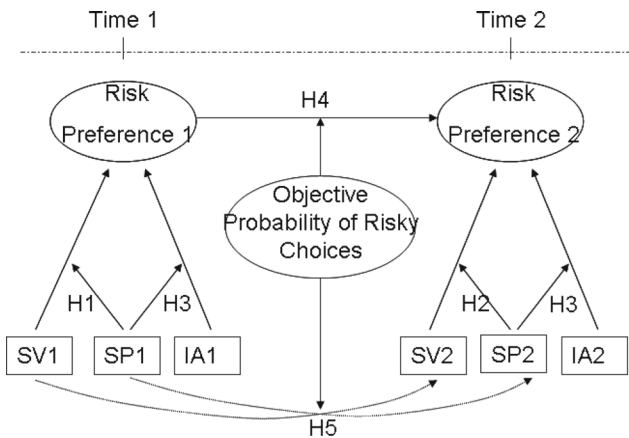 Time 1
Time 2
Risk
Preference 1
H4
Risk
Preference 2
Objective
Probability of Risky
Choices
H1
H3
H2
H3
SV1
SP1
IA1
SV2
SP2
IA2
H5